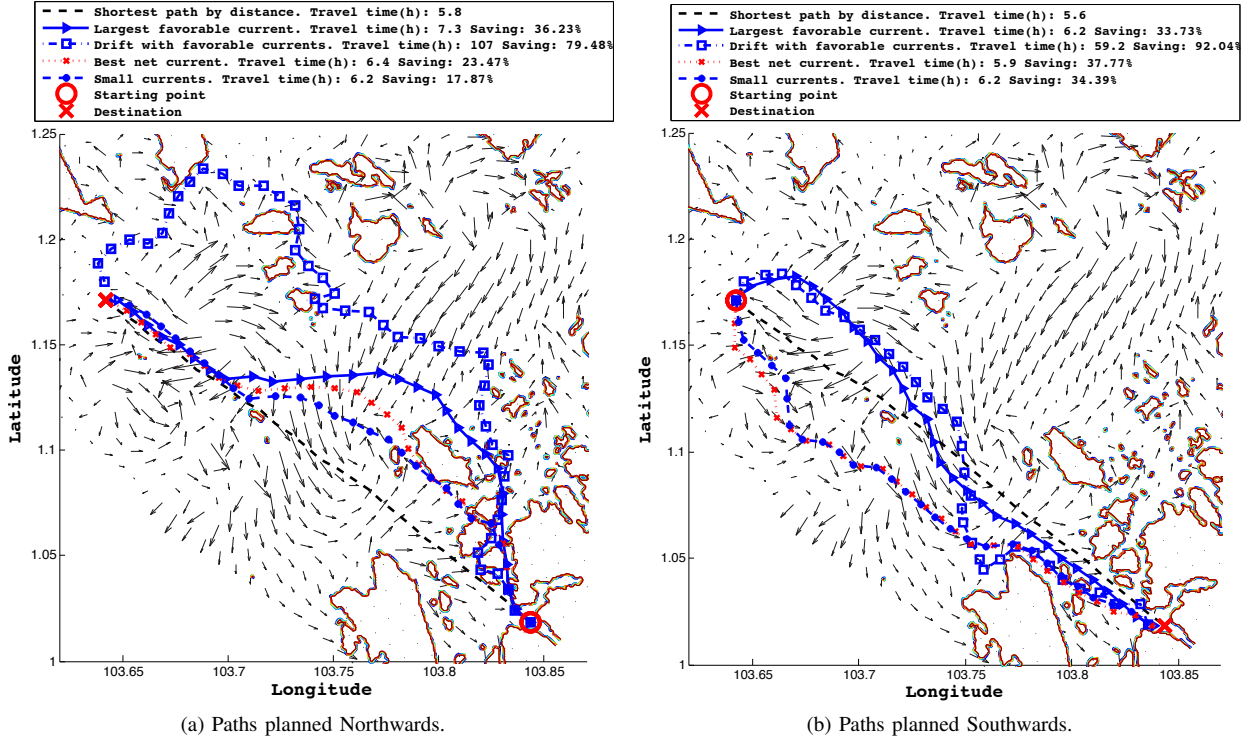 Shortest path by distance. Travel time(h): 5.8
Largest favorable current. Travel time(h): 7.3 Saving: 36.23%
Drift with favorable currents. Travel time(h): 107 Saving: 79.48%
Best net current. Travel time(h): 6.4 Saving: 23.47%
Small currents. Travel time(h): 6.2 Saving: 17.87%
Starting point
Destination
1.25
1.2
1.15
1.1
1.05
1
Latitude
103.65
103.7
103.75
103.8
103.85
Longitude
(a) Paths planned Northwards.
Shortest path by distance. Travel time(h): 5.6
Largest favorable current. Travel time(h): 6.2 Saving: 33.73%
Drift with favorable currents. Travel time(h): 59.2 Saving: 92.04%
Best net current. Travel time(h): 5.9 Saving: 37.77%
Small currents. Travel time(h): 6.2 Saving: 34.39%
Starting point
Destination
1.25
1.2
1.15
1.1
1.05
1
Latitude
103.65
103.7
103.75
103.8
103.85
Longitude
(b) Paths planned Southwards.